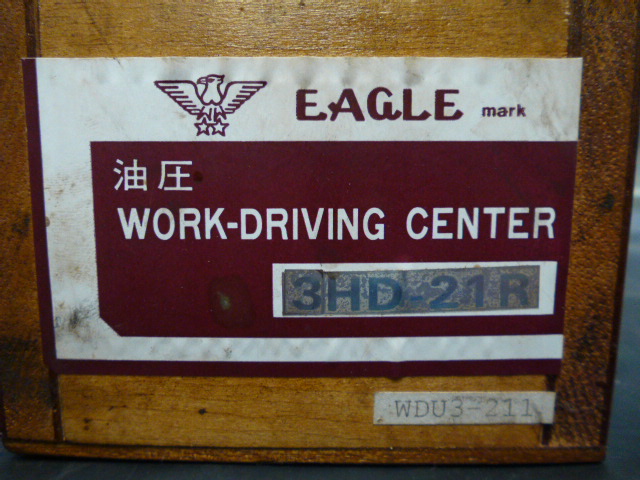 EAGLE mark
油圧
WORK-DRIVING CENTER
3HD-21R
WDU3-211